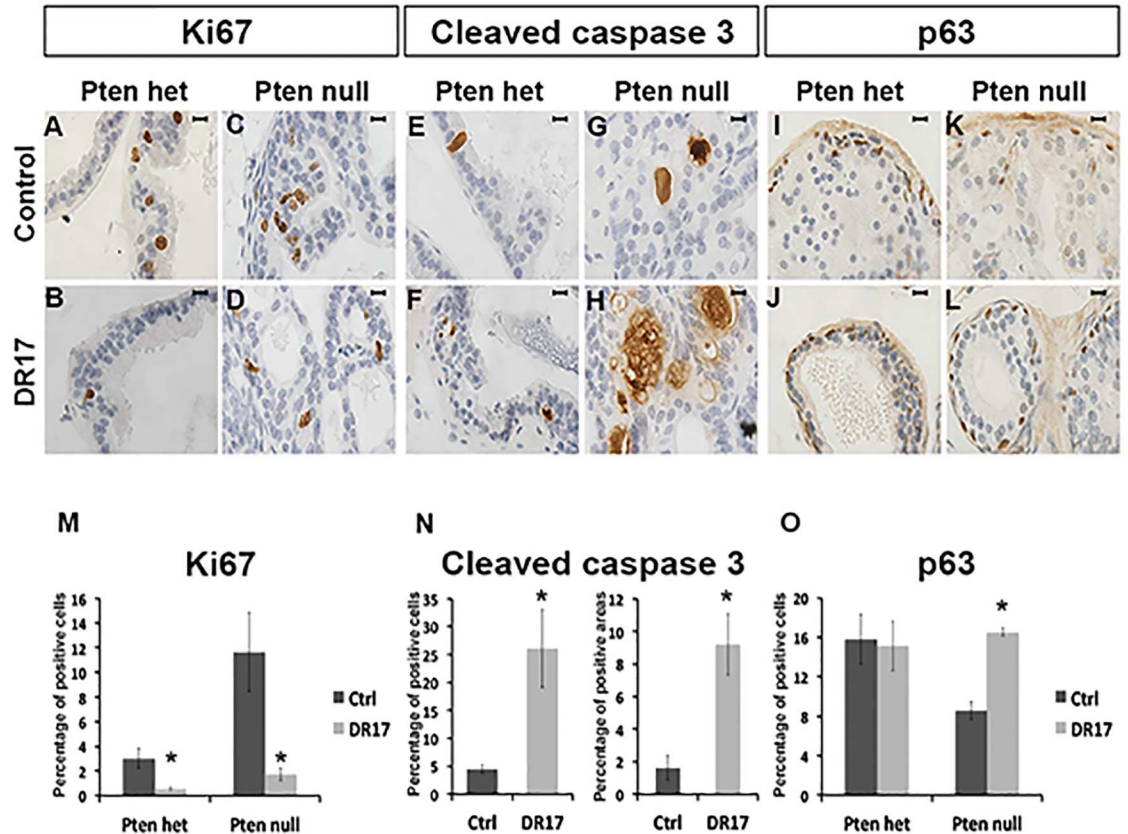 Ki67 Cleaved caspase 3 p63
Pten het Pten null Pten het Pten null Pten het Pten null
Control
A C E G I K
DR17
B D F H J L
M N O
Ki67 Cleaved caspase 3 p63
Percentage of positive cells
16
14
12
10
8
6
4
2
0
* *
Pten het Pten null
Ctrl
DR17
Percentage of positive cells
35
30
25
20
15
10
5
0
*
Ctrl DR17
Percentage of positive areas
12
10
8
6
4
2
0
*
Ctrl DR17
Percentage of positive cells
20
16
12
8
4
0
*
Pten het Pten null
Ctrl
DR17